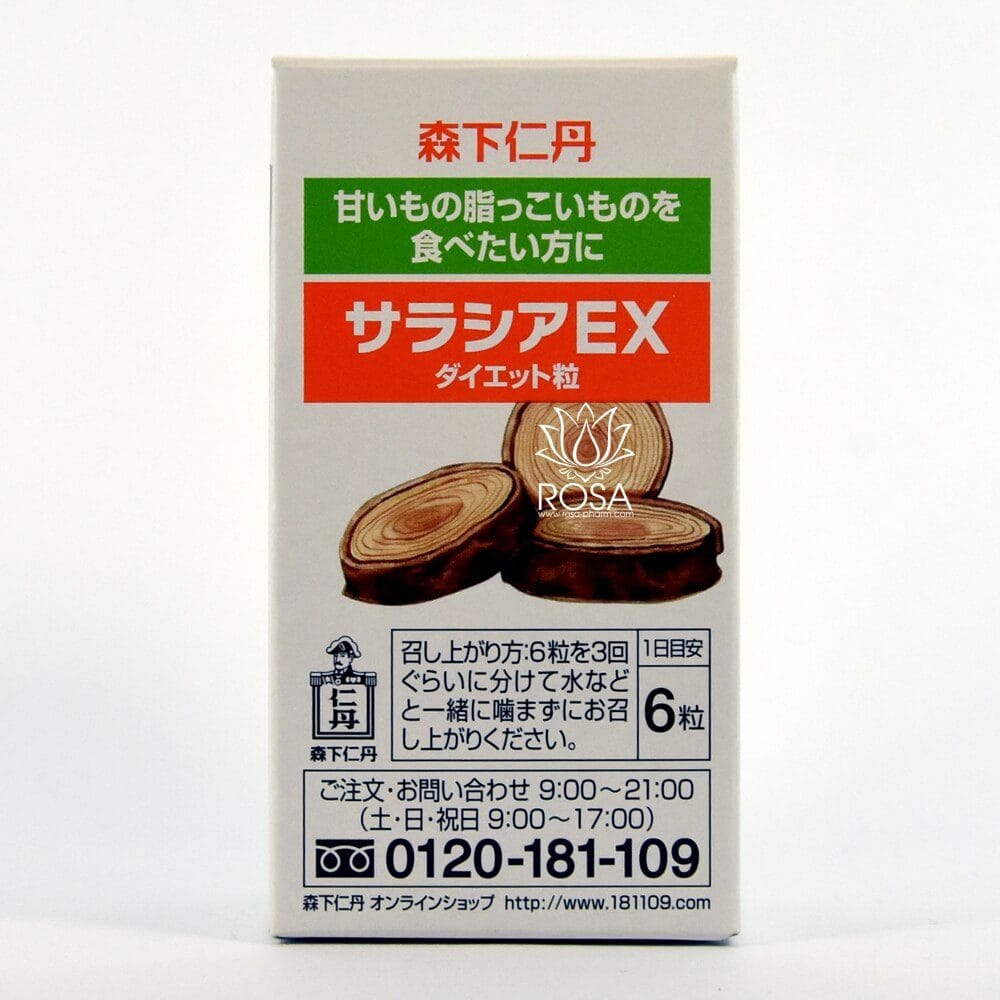 森下仁丹
甘いもの脂っこいものを
食べたい方に
サラシアEX
ダイエット粒
ROSA
www.rosa-pharm.com
仁丹
森下仁丹
召し上がり方:6粒を3回
ぐらいに分けて水など
と一緒に噛まずにお召
し上がりください。
1日目安
6粒
ご注文・お問い合わせ 9:00〜21:00
(土・日・祝日 9:00〜17:00)
0120-181-109
森下仁丹 オンラインショップ http://www.181109.com